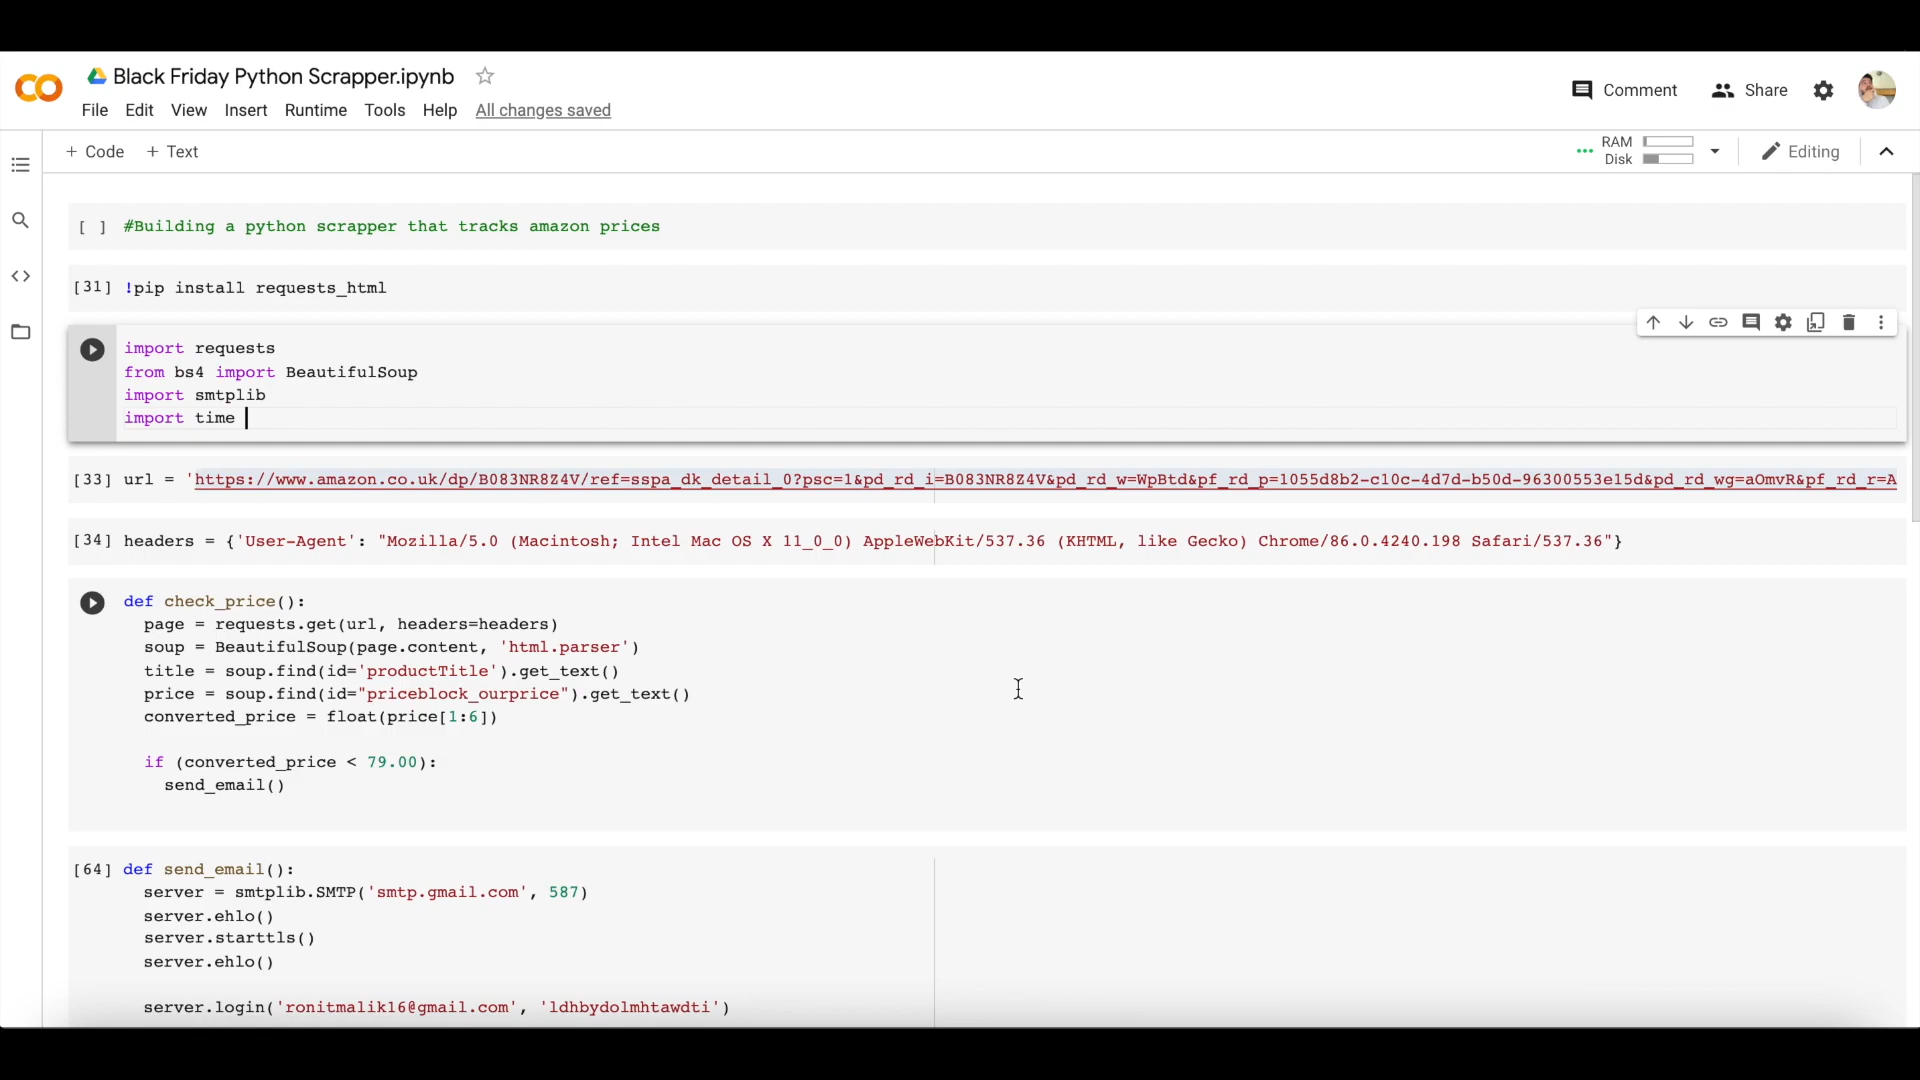 Black Friday Python Scrapper.ipynb
File Edit View Insert Runtime Tools Help All changes saved
Comment Share
+ Code + Text
RAM
Disk
Editing
[ ] #Building a python scrapper that tracks amazon prices
[31] !pip install requests_html
import requests
from bs4 import BeautifulSoup
import smtplib
import time
[33] url = 'https://www.amazon.co.uk/dp/B083NR8Z4V/ref=sspa_dk_detail_0?psc=1&pd_rd_i=B083NR8Z4V&pd_rd_w=WpBtd&pf_rd_p=1055d8b2-c10c-4d7d-b50d-96300553e15d&pd_rd_wg=aOmvR&pf_rd_r=A
[34] headers = {'User-Agent': "Mozilla/5.0 (Macintosh; Intel Mac OS X 11_0_0) AppleWebKit/537.36 (KHTML, like Gecko) Chrome/86.0.4240.198 Safari/537.36"}
def check_price():
page = requests.get(url, headers=headers)
soup = BeautifulSoup(page.content, 'html.parser')
title = soup.find(id='productTitle').get_text()
price = soup.find(id="priceblock_ourprice").get_text()
converted_price = float(price[1:6])
if (converted_price < 79.00):
send_email()
[64] def send_email():
server = smtplib.SMTP('smtp.gmail.com', 587)
server.ehlo()
server.starttls()
server.ehlo()
server.login('ronitmalik16@gmail.com', 'ldhbydolmhtawdti')